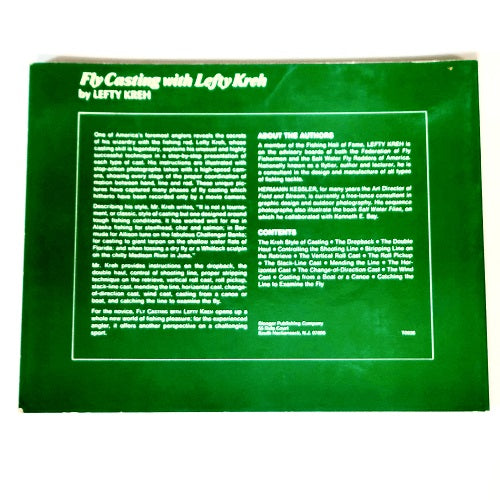 Fly Casting with Lefty Kreh
by LEFTY KREH
One of America's foremost anglers reveals the secrets
of his wizardry with the fishing rod. Lefty Kreh, whose
casting skill is legendary, explains his unusual and highly
successful technique in a step-by-step presentation of
each type of cast. His instructions are illustrated with
stop-action photographs taken with a high-speed cam-
era, showing every stage of the proper coordination of
motion between hand, line and rod. These unique pic-
tures have captured many phases of fly casting which
hitherto have been recorded only by a movie camera.
Describing his style, Mr. Kreh writes, "It is not a tourna-
ment, or classic, style of casting but one designed around
fishing conditions. It has worked well for me in
Alaska fishing for steelhead, char and salmon; in Ber-
muda for Allison tuna on the fabulous Challenger Banks;
for casting to giant tarpon on the shallow water flats of
Florida; and when tossing a dry fly or a Whitlock sculpin
on the chilly Madison River in June."
Mr. Kreh provides instructions on the dropback, the
double haul, control of shooting line, proper stripping
technique on the retrieve, vertical roll cast, roll pickup,
slack-line cast, mending the line, horizontal cast, change-
of-direction cast, wind cast, casting from a canoe or
boat, and catching the line to examine the fly.
For the novice, FLY CASTING WITH LEFTY KREH opens up a
whole new world of fishing pleasure; for the experienced
angler, it offers another perspective on a challenging
sport.
ABOUT THE AUTHORS
A member of the Fishing Hall of Fame, LEFTY KREH is
on the advisory boards of both the Federation of Fly
Fisherman and the Salt Water Fly Rodders of America.
Nationally known as a flytier, author and lecturer, he is
a consultant in the design and manufacture of all types
of fishing tackle.
HERMANN KESSLER, for many years the Art Director of
Field and Stream, is currently a free-lance consultant in
graphic design and outdoor photography. His sequence
photographs also illustrate the book Salt Water Flies, on
which he collaborated with Kenneth E. Bay.
CONTENTS
The Kreh Style of Casting • The Dropback • The Double
Haul • Controlling the Shooting Line • Stripping Line on
the Retrieve • The Vertical Roll Cast • The Roll Pickup
• The Slack-Line Cast • Mending the Line • The Hor-
izontal Cast • The Change-of-Direction Cast • The Wind
Cast • Casting from a Boat or a Canoe • Catching the
Line to Examine the Fly
Stoeger Publishing Company
55 Ruta Court
South Hackensack, N.J. 07606